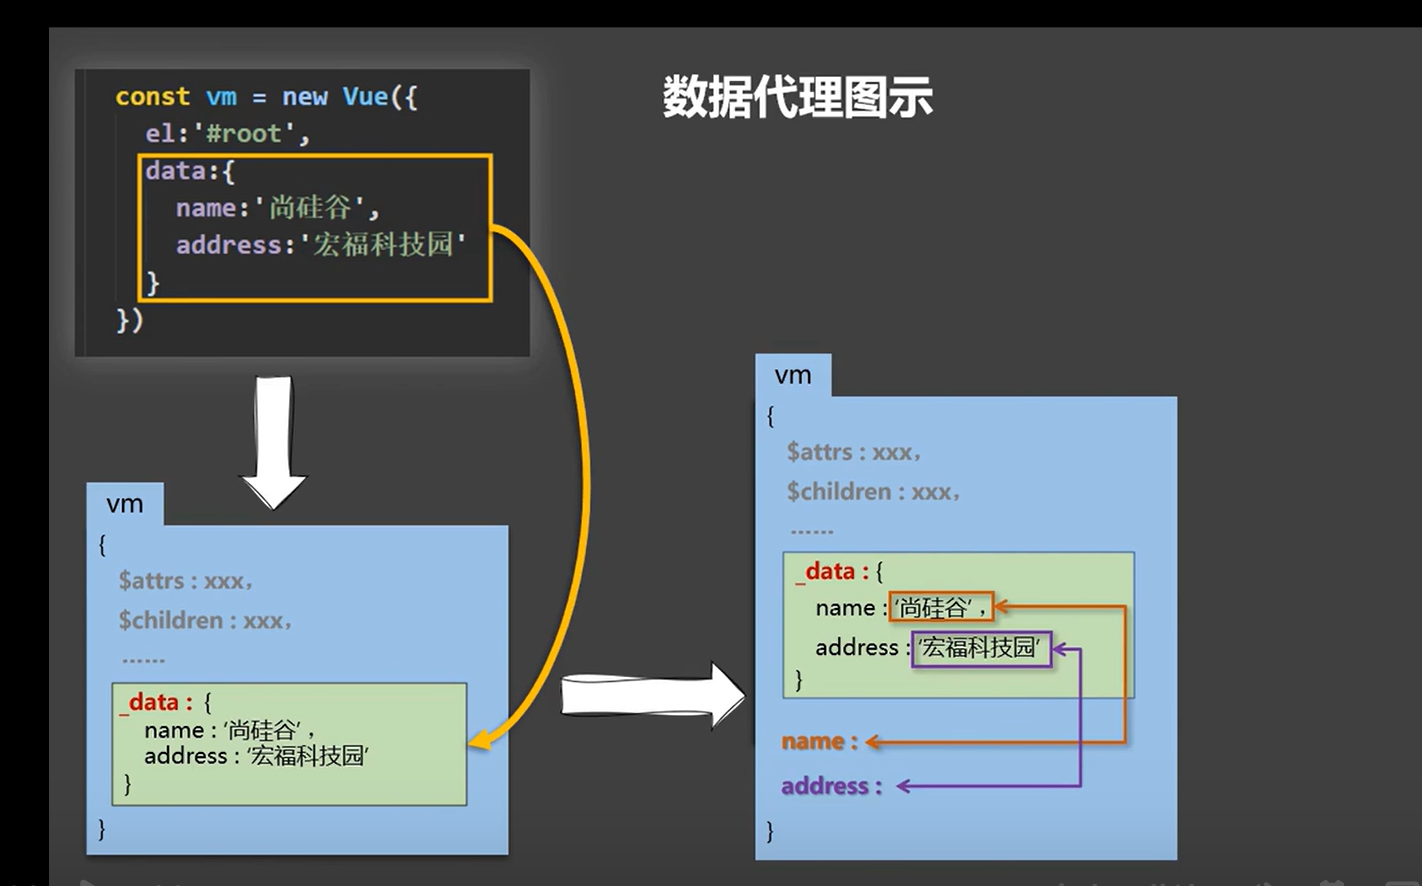 数据代理图示
const vm = new Vue({
el:'#root',
data:{
name:'尚硅谷',
address:'宏福科技园'
}
})
vm
{
$attrs : xxx，
$children : xxx，
......
_data : {
name : ‘尚硅谷’，
address : ‘宏福科技园’
}
}
vm
{
$attrs : xxx，
$children : xxx，
......
_data : {
name : ‘尚硅谷’，
address : ‘宏福科技园’
}
name :
address :
}